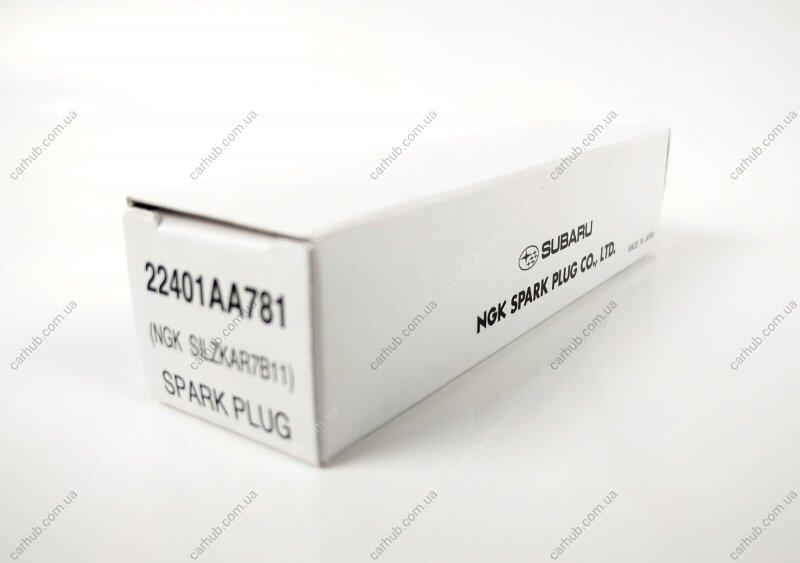 22401AA781
(NGK SILZKAR7B11)
SPARK PLUG
SUBARU
NGK SPARK PLUG CO., LTD.
MADE IN JAPAN
carhub.com.ua